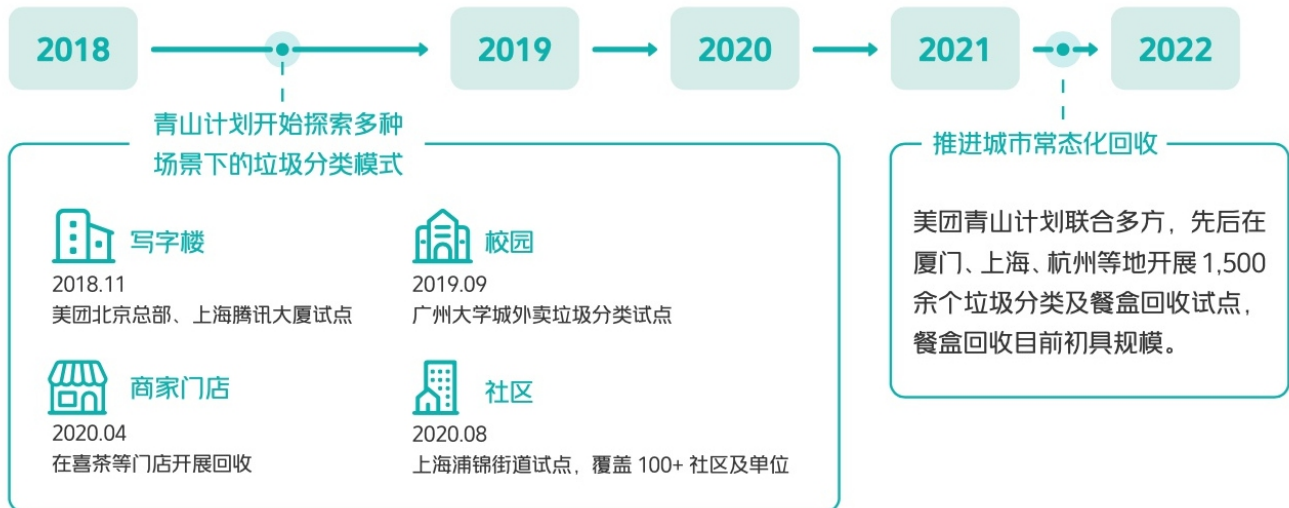 2018
2019
2020
2021
2022
青山计划开始探索多种
场景下的垃圾分类模式
写字楼
2018.11
美团北京总部、上海腾讯大厦试点
校园
2019.09
广州大学城外卖垃圾分类试点
商家门店
2020.04
在喜茶等门店开展回收
社区
2020.08
上海浦锦街道试点，覆盖 100+ 社区及单位
推进城市常态化回收
美团青山计划联合多方，先后在
厦门、上海、杭州等地开展 1,500
余个垃圾分类及餐盒回收试点，
餐盒回收目前初具规模。